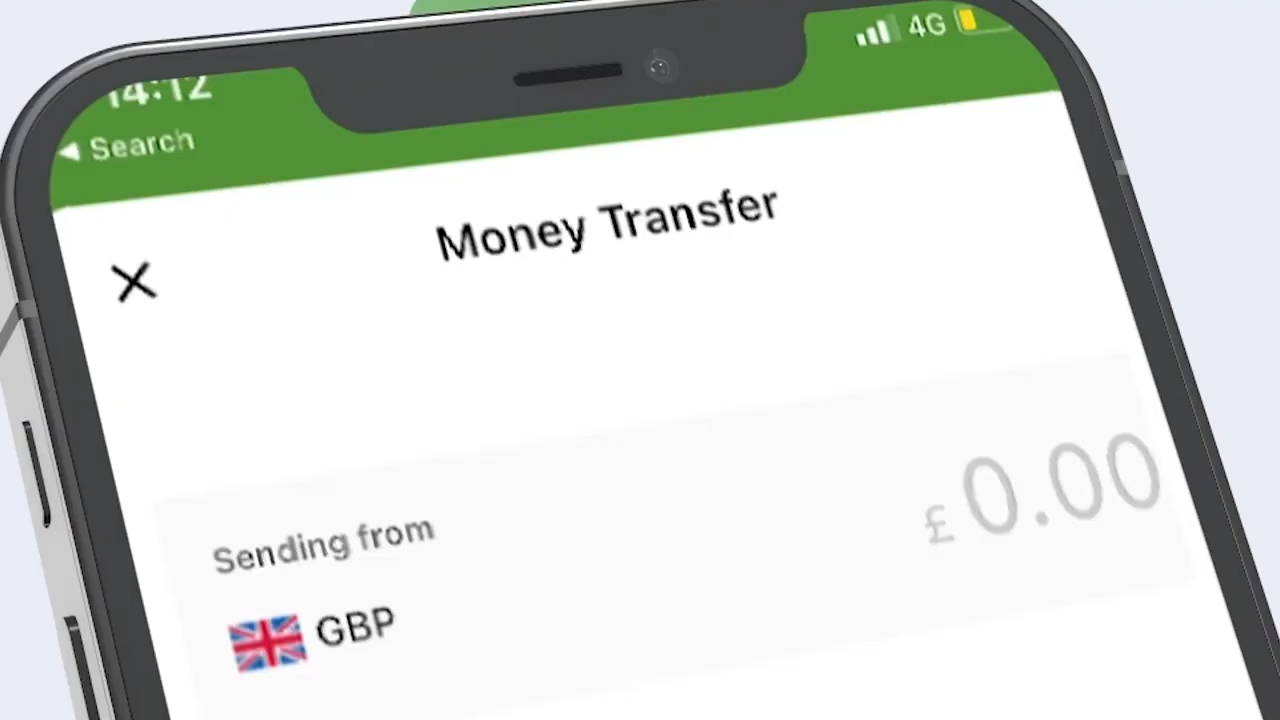 14:12
4G
◀ Search
Money Transfer
Sending from
£ 0.00
GBP